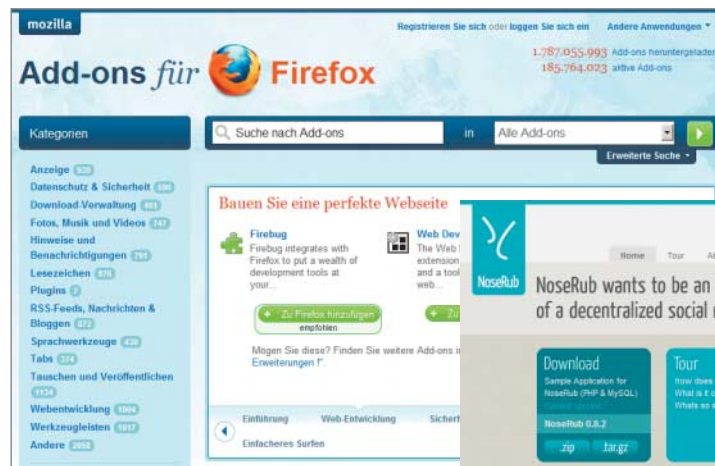 mozilla
Registrieren Sie sich oder loggen Sie sich ein Andere Anwendungen
1.787.055.993 Add-ons heruntergelader
185.764.023 aktive Add-ons
Add-ons für Firefox
Kategorien
Suche nach Add-ons in Alle Add-ons
Erweiterte Suche
Anzeige
Datenschutz & Sicherheit
Download-Verwaltung
Fotos, Musik und Videos
Hinweise und
Benachrichtigungen
Lesezeichen
Plugins
RSS-Feeds, Nachrichten &
Bloggen
Sprachwerkzeuge
Tabs
Tauschen und Veröffentlichen
1134
Webentwicklung
Werkzeugleisten
Andere
Bauen Sie eine perfekte Webseite
Firebug
Firebug integrates with
Firefox to put a wealth of
development tools at
your...
Zu Firefox hinzufügen
empfohlen
Web Dev
The Web
extension
and a tool
web...
Zu
Mögen Sie diese? Finden Sie weitere Add-ons i
Erweiterungen !".
Einführung Web-Entwicklung Sicherh
Einfacheres Surfen
NoseRub
Home Tour
NoseRub wants to be an
of a decentralized social
Download
Sample Application for
NoseRub (PHP & MySQL)
NoseRub 0.8.2
.zip .tar.gz
Tour
How does
What is it
Whats so